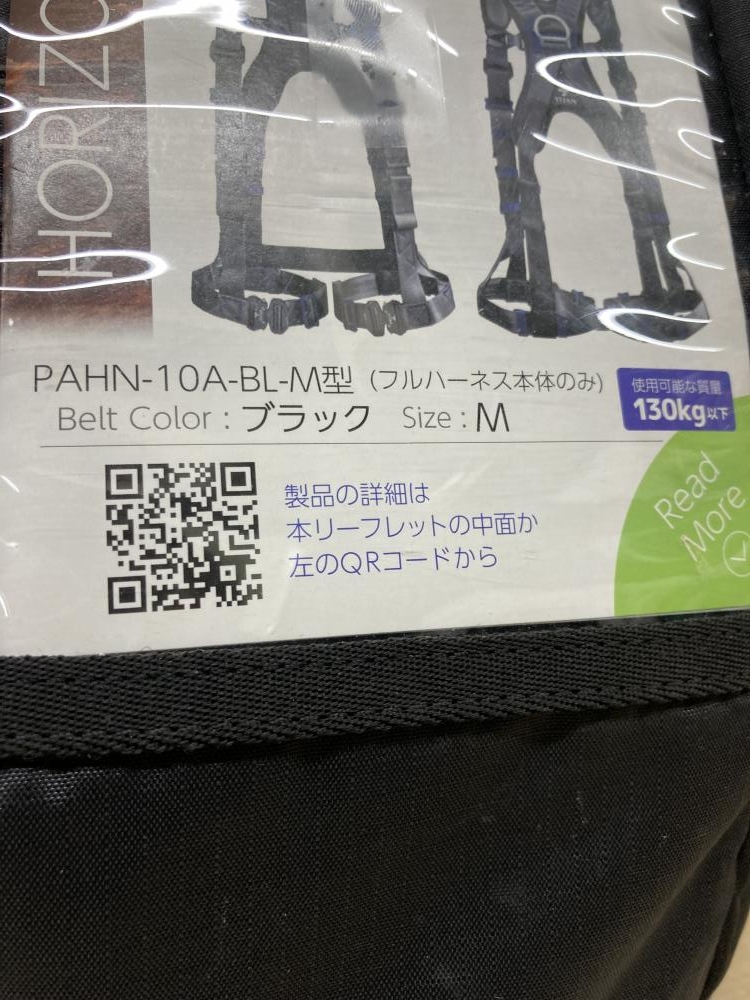 HORIZO
TITAN
PAHN-10A-BL-M型 (フルハーネス本体のみ)
使用可能な質量
130kg以下
Belt Color : ブラック Size : M
製品の詳細は
本リーフレットの中面か
左のQRコードから
Read
More